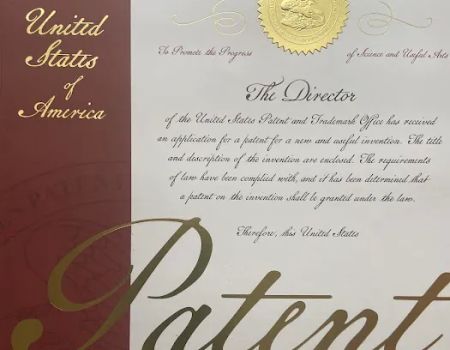 United
States
of
America
To Promote the Progress of Science and Useful Arts
The Director
of the United States Patent and Trademark Office has received
an application for a patent for a new and useful invention. The title
and description of the invention are enclosed. The requirements
of law have been complied with, and it has been determined that
a patent on the invention shall be granted under the law.
Therefore, this United States
Patent